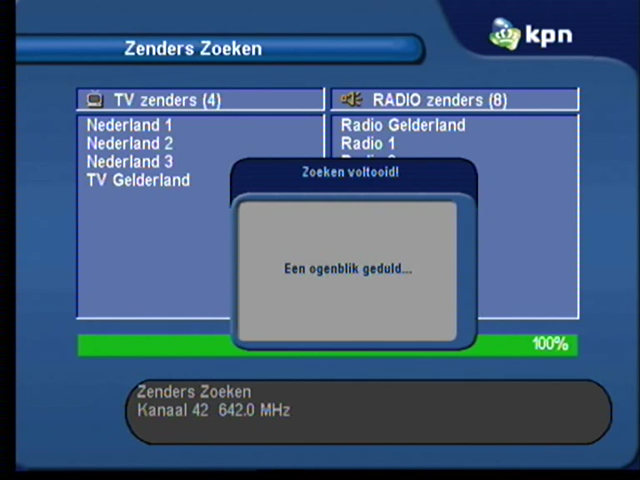 kpn
Zenders Zoeken
TV zenders (4)
RADIO zenders (8)
Nederland 1
Nederland 2
Nederland 3
TV Gelderland
Radio Gelderland
Radio 1
Zoeken voltooid!
Een ogenblik geduld...
100%
Zenders Zoeken
Kanaal 42 642.0 MHz